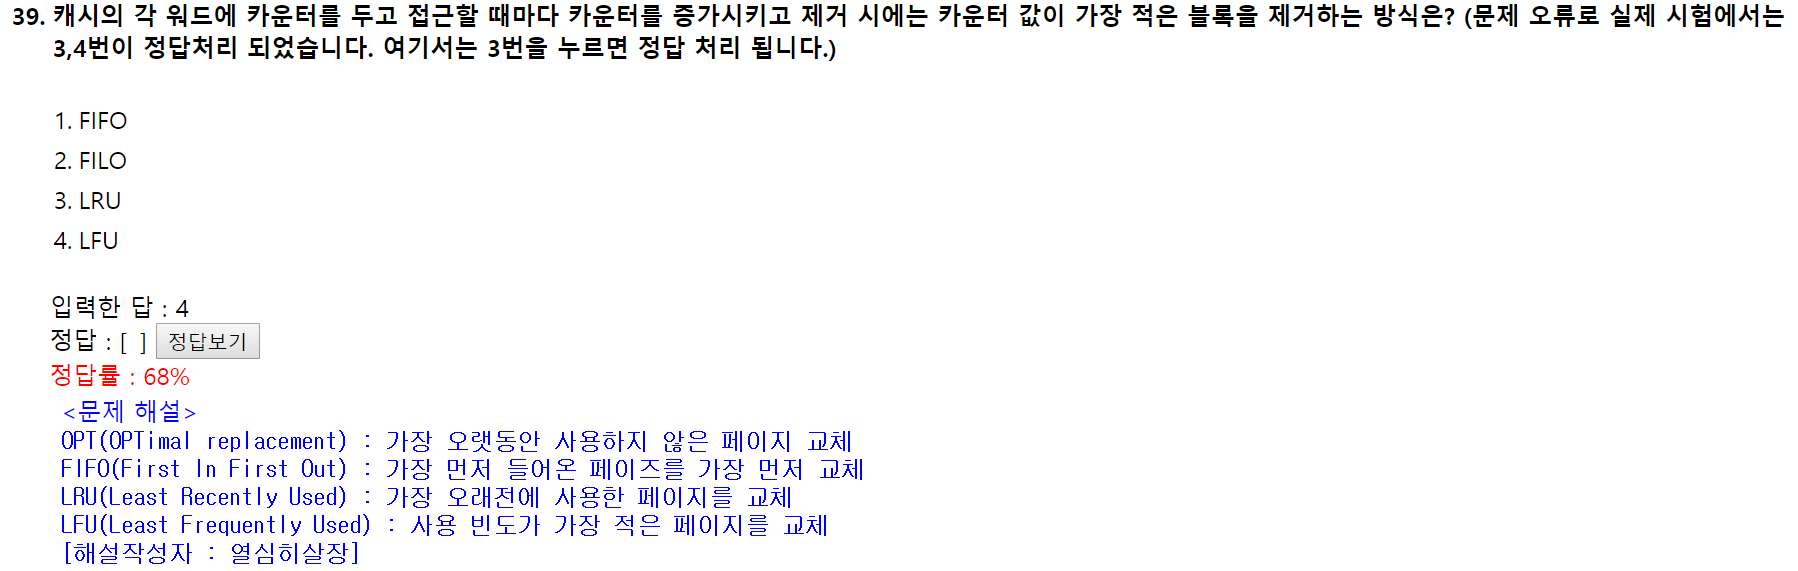 39. 캐시의 각 워드에 카운터를 두고 접근할 때마다 카운터를 증가시키고 제거 시에는 카운터 값이 가장 적은 블록을 제거하는 방식은? (문제 오류로 실제 시험에서는
3,4번이 정답처리 되었습니다. 여기서는 3번을 누르면 정답 처리 됩니다.)
1. FIFO
2. FILO
3. LRU
4. LFU
입력한 답 : 4
정답 : [ ] 정답보기
정답률 : 68%
<문제 해설>
OPT(OPTimal replacement) : 가장 오랫동안 사용하지 않은 페이지 교체
FIFO(First In First Out) : 가장 먼저 들어온 페이즈를 가장 먼저 교체
LRU(Least Recently Used) : 가장 오래전에 사용한 페이지를 교체
LFU(Least Frequently Used) : 사용 빈도가 가장 적은 페이지를 교체
[해설작성자 : 열심히살장]